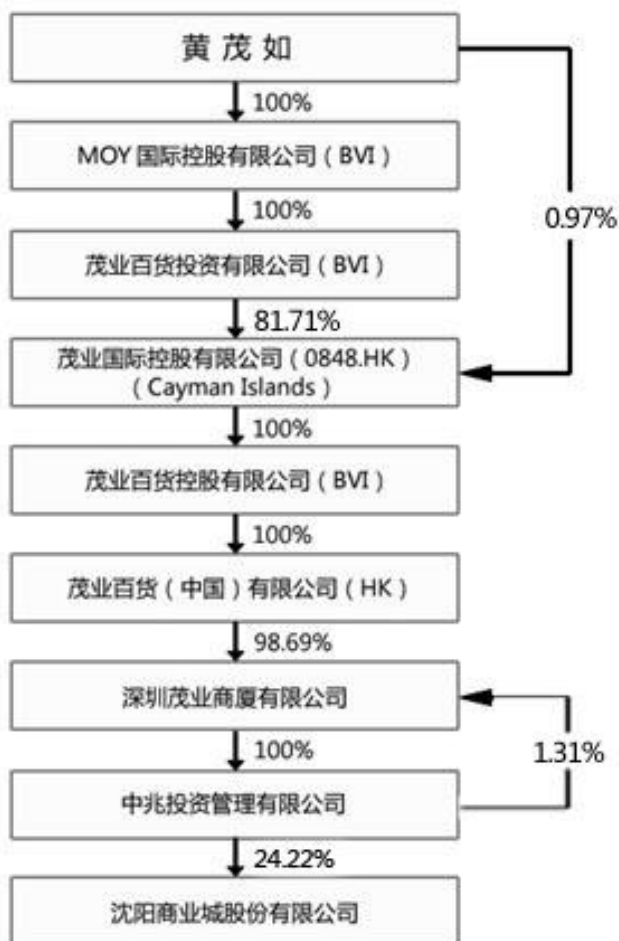 黄茂如
100%
MOY 国际控股有限公司（BVI）
100%
0.97%
茂业百货投资有限公司（BVI）
81.71%
茂业国际控股有限公司（0848.HK）
（Cayman Islands）
100%
茂业百货控股有限公司（BVI）
100%
茂业百货（中国）有限公司（HK）
98.69%
深圳茂业商厦有限公司
100%
1.31%
中兆投资管理有限公司
24.22%
沈阳商业城股份有限公司